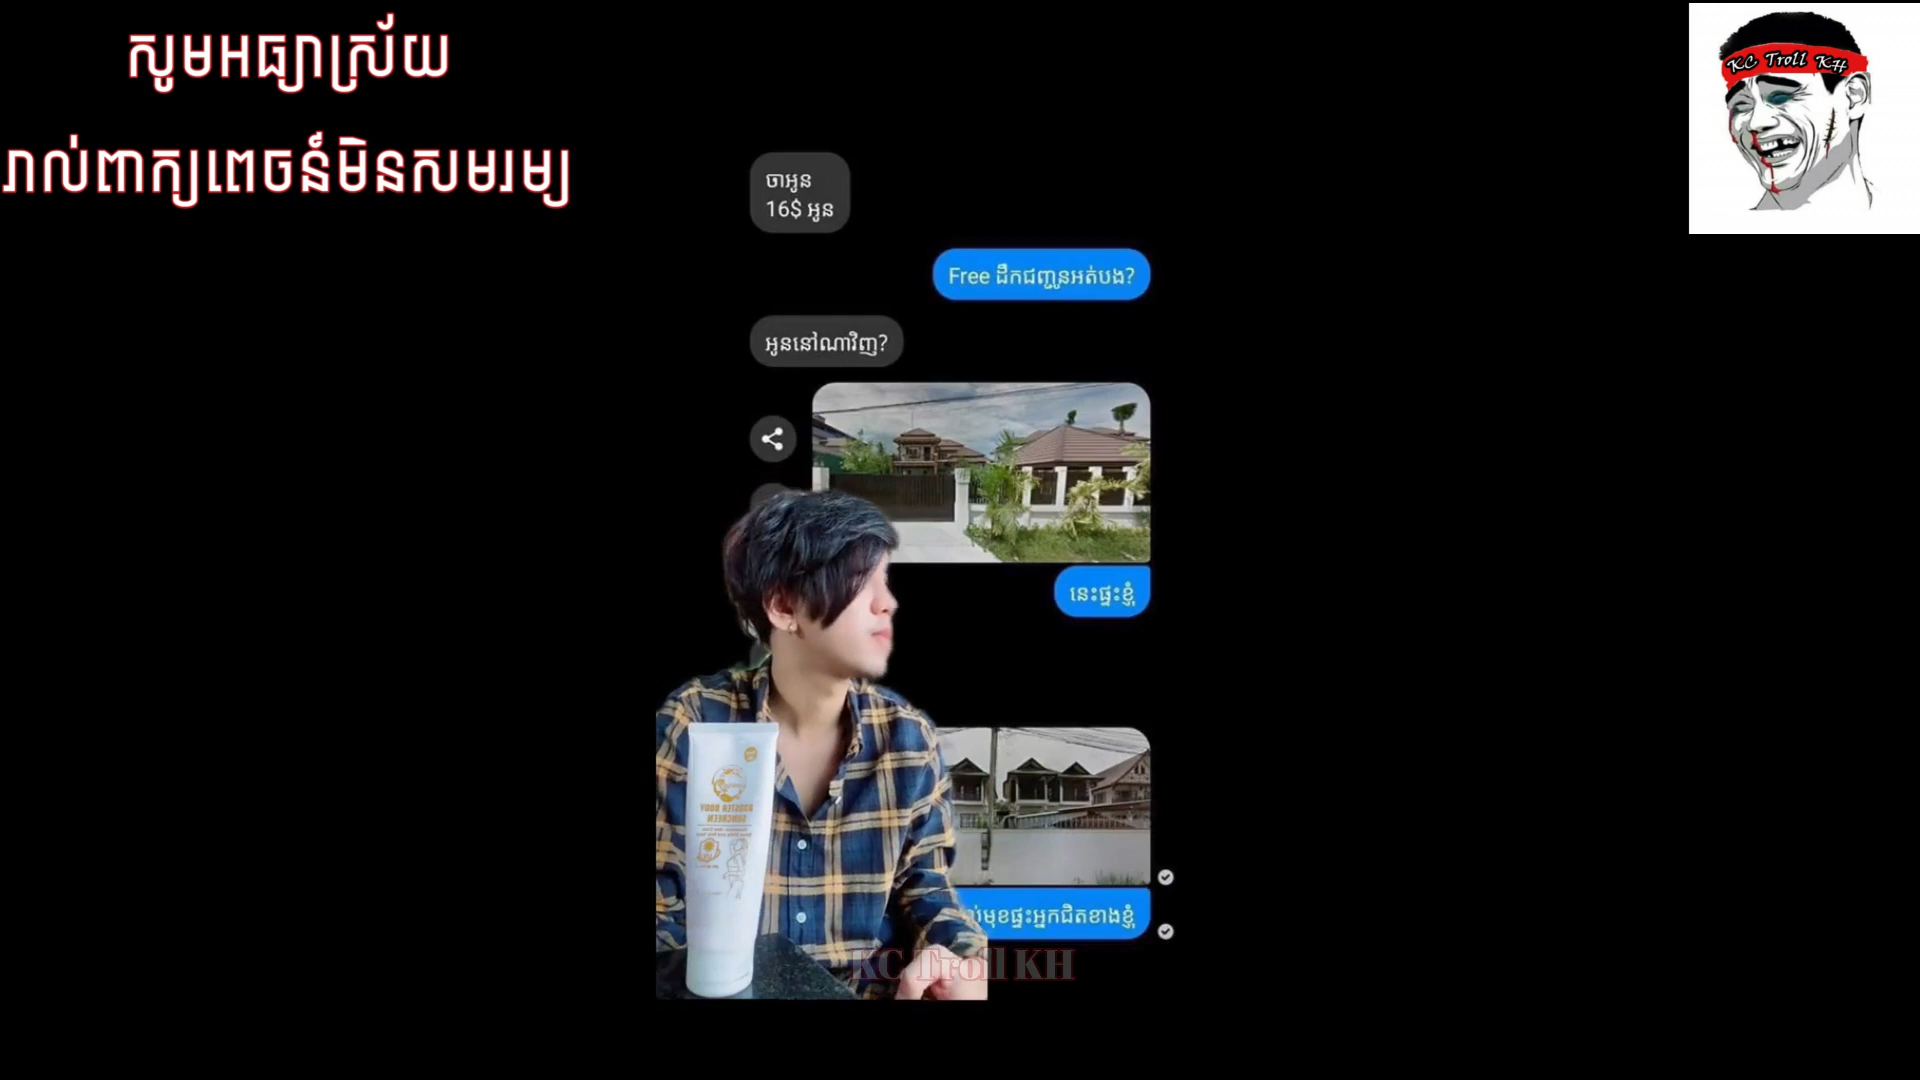 សូមអធ្យាស្រ័យ
រាល់ពាក្យពេចន៍មិនសមរម្យ
KC Troll KH
ចាអូន
16$ អូន
Free ដឹកជញ្ជូនអត់បង?
អូននៅណាវិញ?
នេះផ្ទះខ្ញុំ
មុខផ្ទះអ្នកជិតខាងខ្ញុំ
BOOSTER BODY
SUNCREEN
KC Troll KH